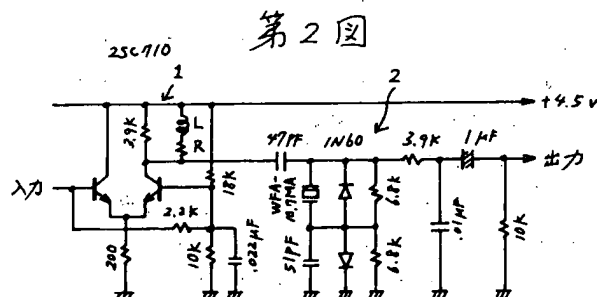 第2図
2SC710
1
2
+4.5V
3.9K
L
R
47PF
1N60
3.9K
1μF
出力
入力
18K
WFA-10.7MA
6.8K
2.2K
.01μF
10K
200
10K
.022μF
51PF
6.8K